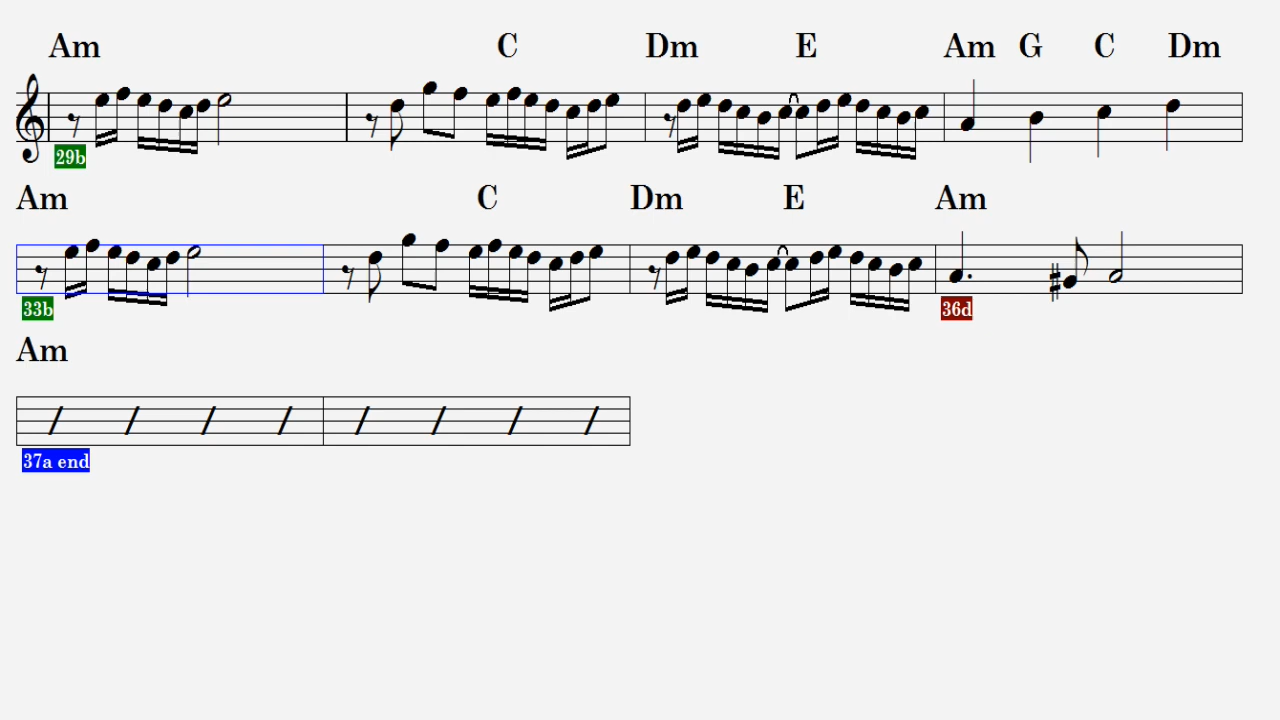 Am C Dm E Am G C Dm
29b
Am C Dm E Am
33b 36d
Am
37a end